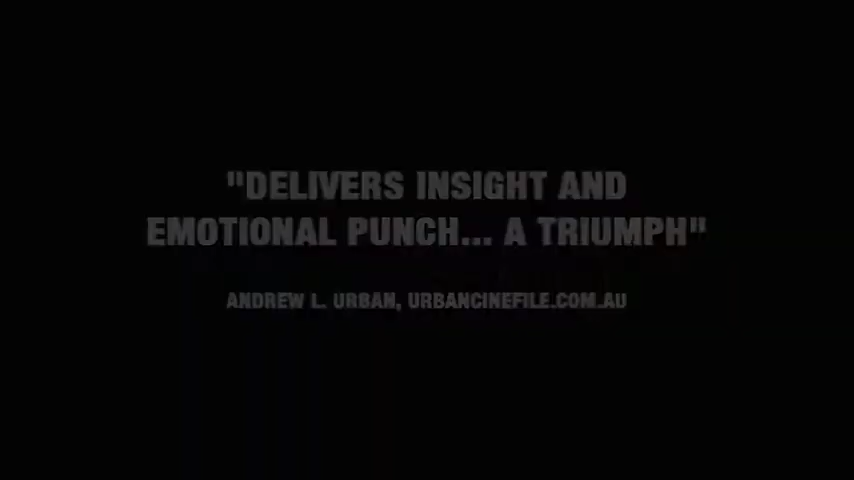 "DELIVERS INSIGHT AND
EMOTIONAL PUNCH... A TRIUMPH"
ANDREW L. URBAN, URBANCINEFILE.COM.AU